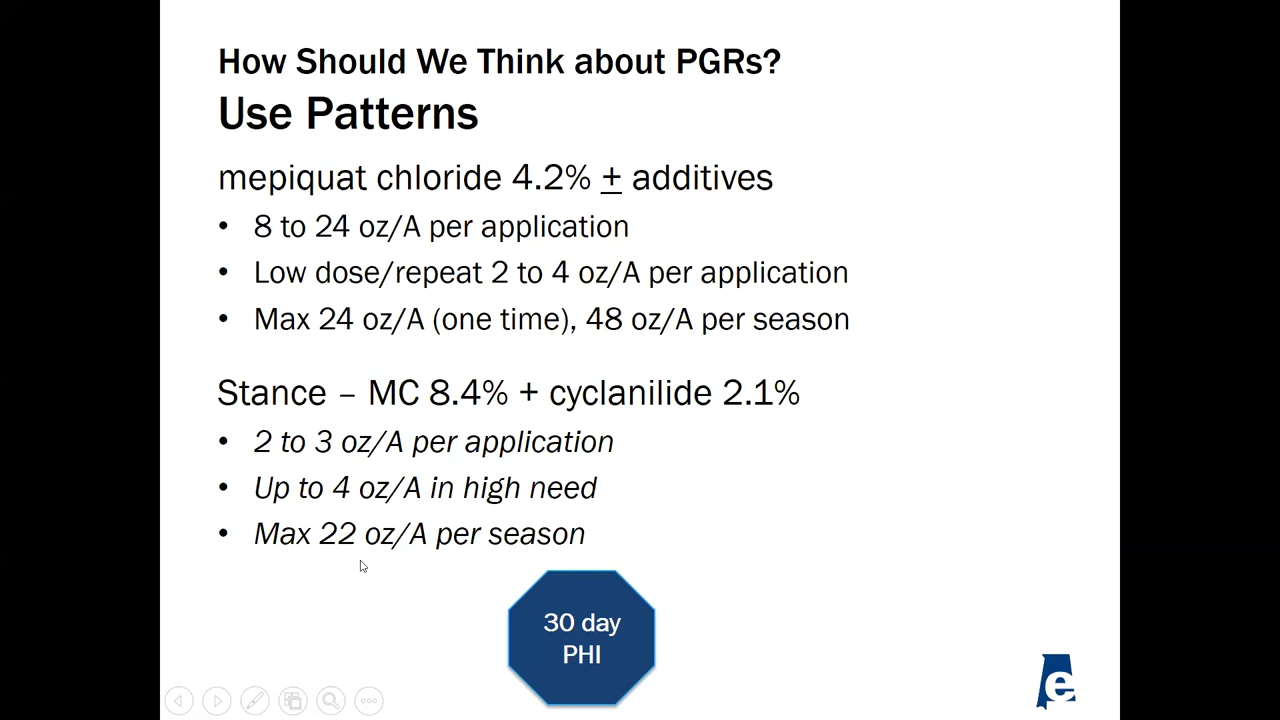 How Should We Think about PGRs?
Use Patterns
mepiquat chloride 4.2% ± additives
• 8 to 24 oz/A per application
• Low dose/repeat 2 to 4 oz/A per application
• Max 24 oz/A (one time), 48 oz/A per season
Stance – MC 8.4% + cyclanilide 2.1%
• 2 to 3 oz/A per application
• Up to 4 oz/A in high need
• Max 22 oz/A per season
30 day
PHI
e